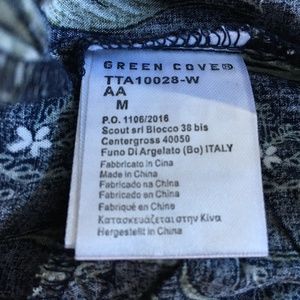 GREEN COVE®
TTA10028-W
AA
M
P.O. 1106/2016
Scout srl Blocco 38 bis
Centergross 40050
Funo Di Argelato (Bo) ITALY
Fabbricato in Cina
Made in China
Fabricado na China
Fabricado en China
Fabriqué en China
Κατασκευάζεται στην Κίνα
Hergestellt in China